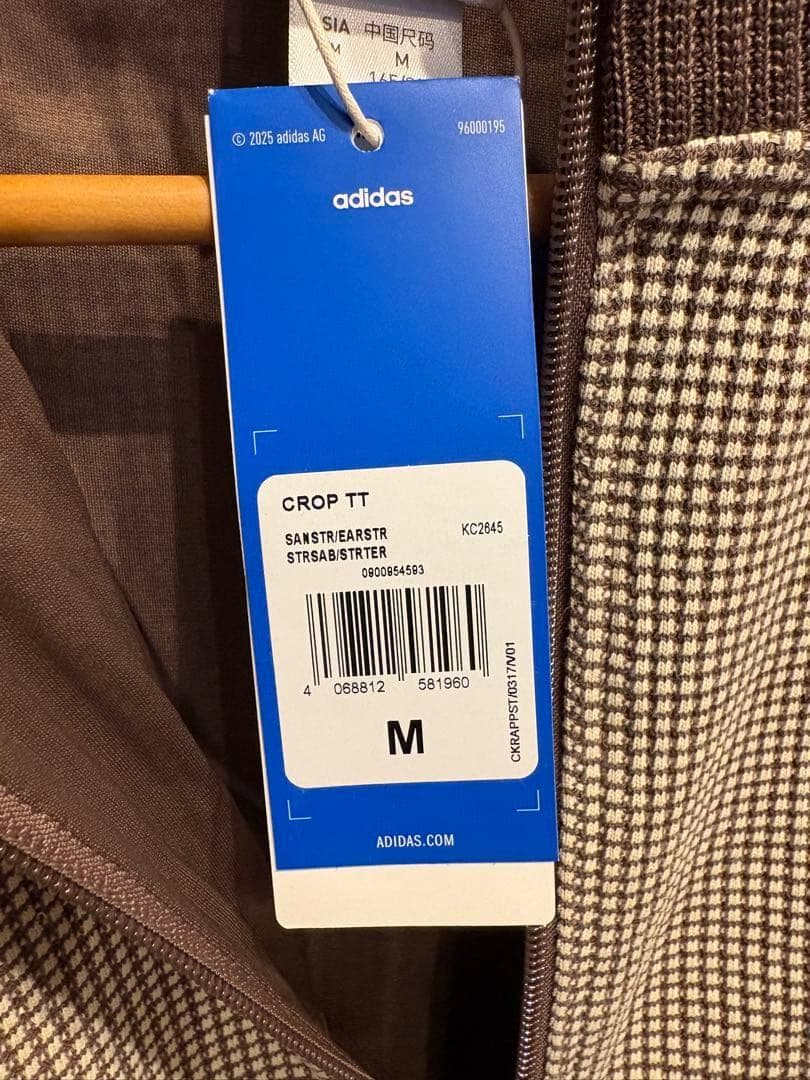 SIA 中国尺码
M M
© 2025 adidas AG 96000195
adidas
CROP TT
SANSTR/EARSTR KC2645
STRSAB/STRTER
0900954593
4 068812 581960
M
CKRAPPST/0317/V01
ADIDAS.COM